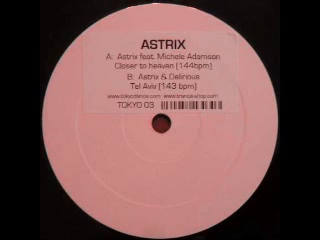 ASTRIX
A: Astrix feat. Michele Adamson
Closer to heaven [144bpm]
B: Astrix & Delirious
Tel Aviv [143 bpm]
www.tokyodance.com www.tranceshop.com
TOKYO 03